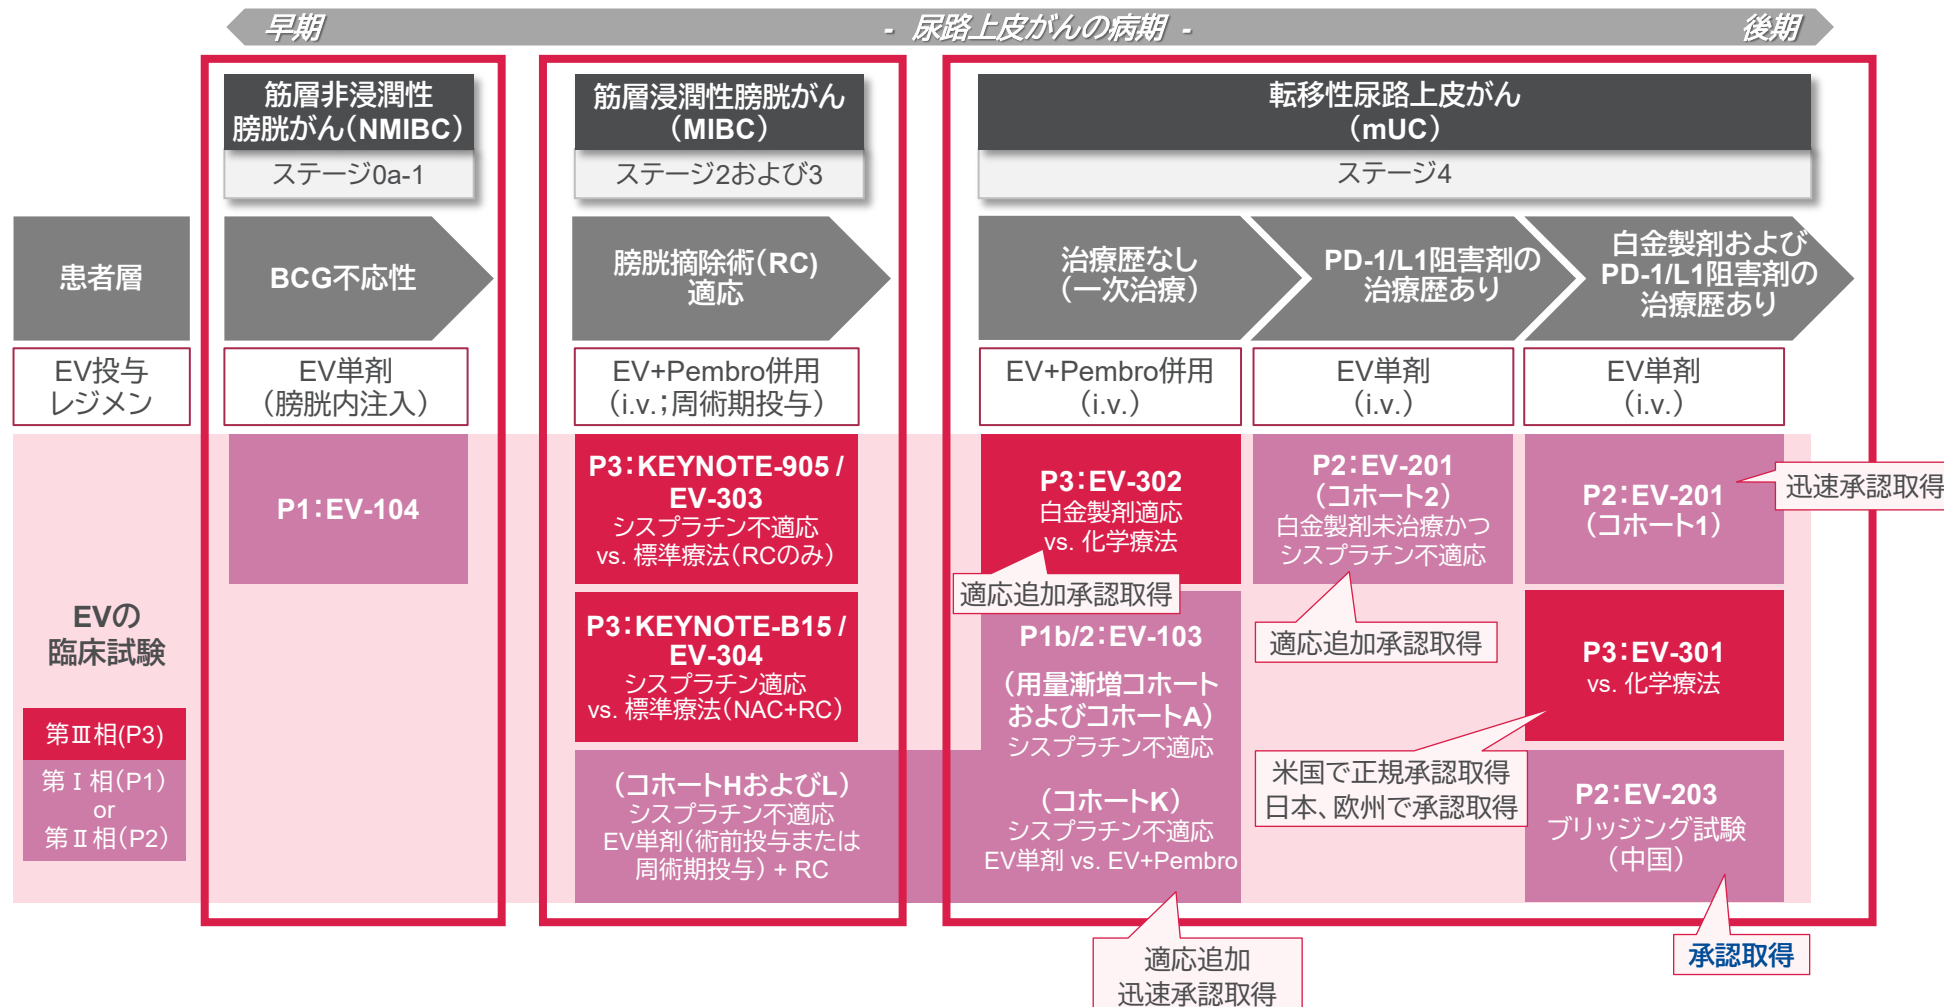 早期
- 尿路上皮がんの病期 -
後期
筋層非浸潤性
膀胱がん（NMIBC）
ステージ0a-1
筋層浸潤性膀胱がん
（MIBC）
ステージ2および3
転移性尿路上皮がん
（mUC）
ステージ4
患者層
BCG不応性
膀胱摘除術（RC）
適応
治療歴なし
（一次治療）
PD-1/L1阻害剤の
治療歴あり
白金製剤および
PD-1/L1阻害剤の
治療歴あり
EV投与
レジメン
EV単剤
（膀胱内注入）
EV+Pembro併用
（i.v.；周術期投与）
EV+Pembro併用
（i.v.）
EV単剤
（i.v.）
EV単剤
（i.v.）
EVの
臨床試験
第Ⅲ相(P3)
第Ⅰ相(P1)
or
第Ⅱ相(P2)
P1：EV-104
P3：KEYNOTE-905 /
EV-303
シスプラチン不適応
vs. 標準療法（RCのみ）
P3：KEYNOTE-B15 /
EV-304
シスプラチン適応
vs. 標準療法（NAC+RC）
（コホートHおよびL）
シスプラチン不適応
EV単剤（術前投与または
周術期投与）+ RC
P3：EV-302
白金製剤適応
vs. 化学療法
適応追加承認取得
P1b/2：EV-103
（用量漸増コホート
およびコホートA）
シスプラチン不適応
（コホートK）
シスプラチン不適応
EV単剤 vs. EV+Pembro
適応追加
迅速承認取得
P2：EV-201
（コホート2）
白金製剤未治療かつ
シスプラチン不適応
適応追加承認取得
P2：EV-201
（コホート1）
迅速承認取得
P3：EV-301
vs. 化学療法
米国で正規承認取得
日本、欧州で承認取得
P2：EV-203
ブリッジング試験
（中国）
承認取得